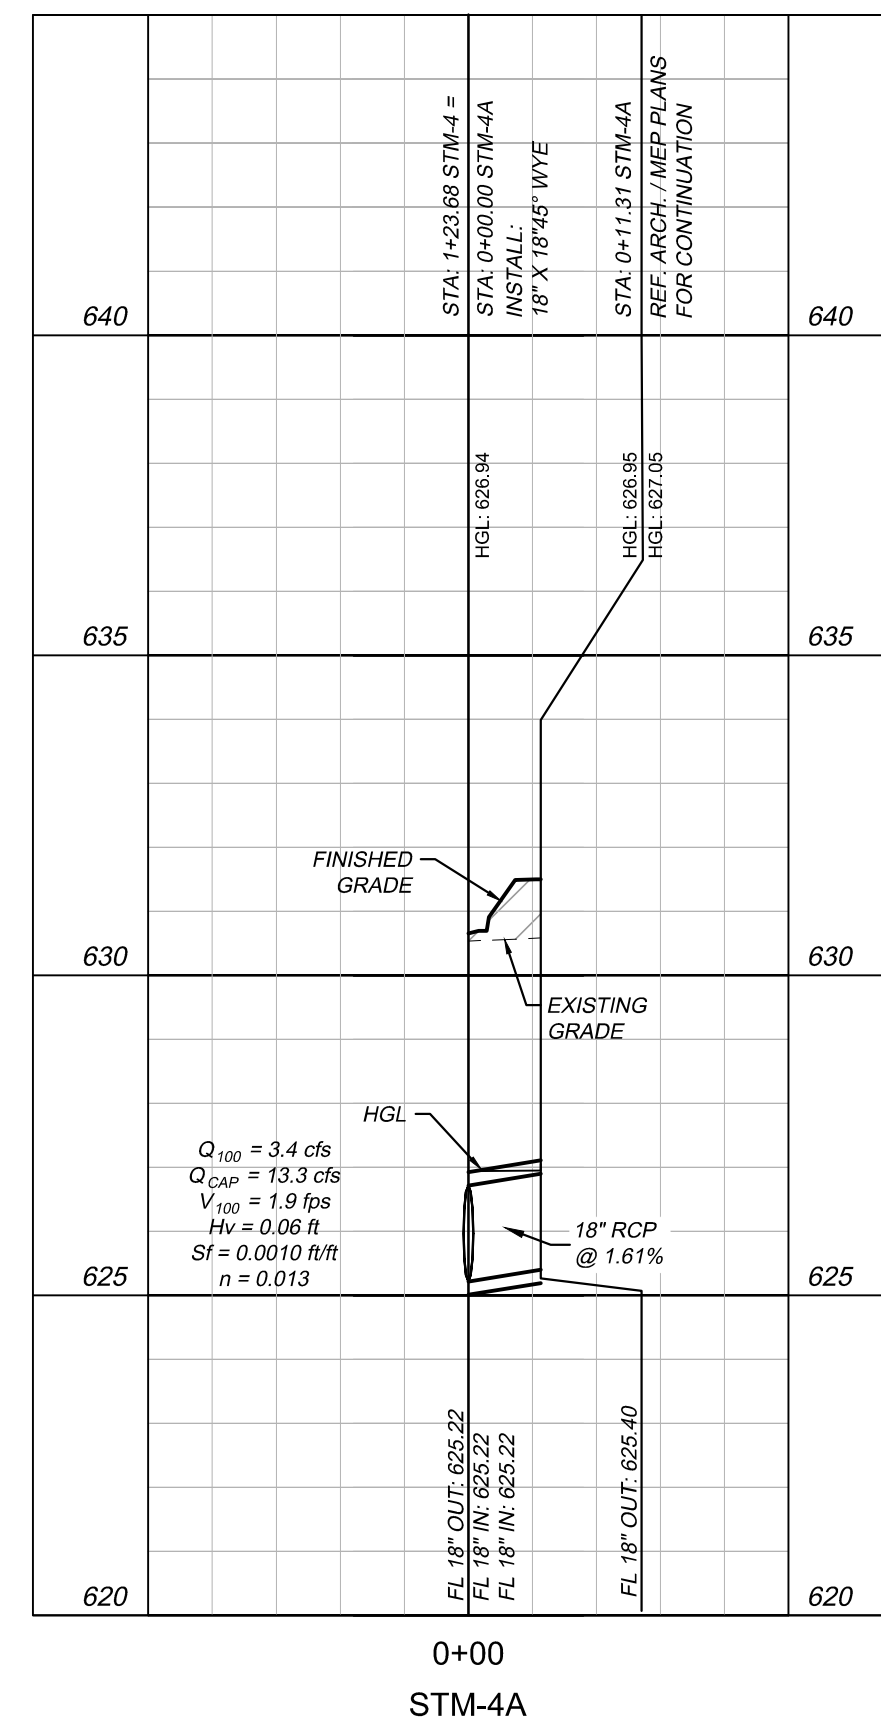 STA: 1+23.68 STM-4 =
STA: 0+00.00 STM-4A
INSTALL:
18" X 18"45° WYE
STA: 0+11.31 STM-4A
REF. ARCH. / MEP PLANS
FOR CONTINUATION
640
640
HGL: 626.94
HGL: 626.95
HGL: 627.05
635
635
FINISHED
GRADE
630
630
EXISTING
GRADE
HGL
Q100 = 3.4 cfs
QCAP = 13.3 cfs
V100 = 1.9 fps
Hv = 0.06 ft
Sf = 0.0010 ft/ft
n = 0.013
18" RCP
@ 1.61%
625
625
FL 18" OUT: 625.22
FL 18" IN: 625.22
FL 18" IN: 625.22
FL 18" OUT: 625.40
620
620
0+00
STM-4A